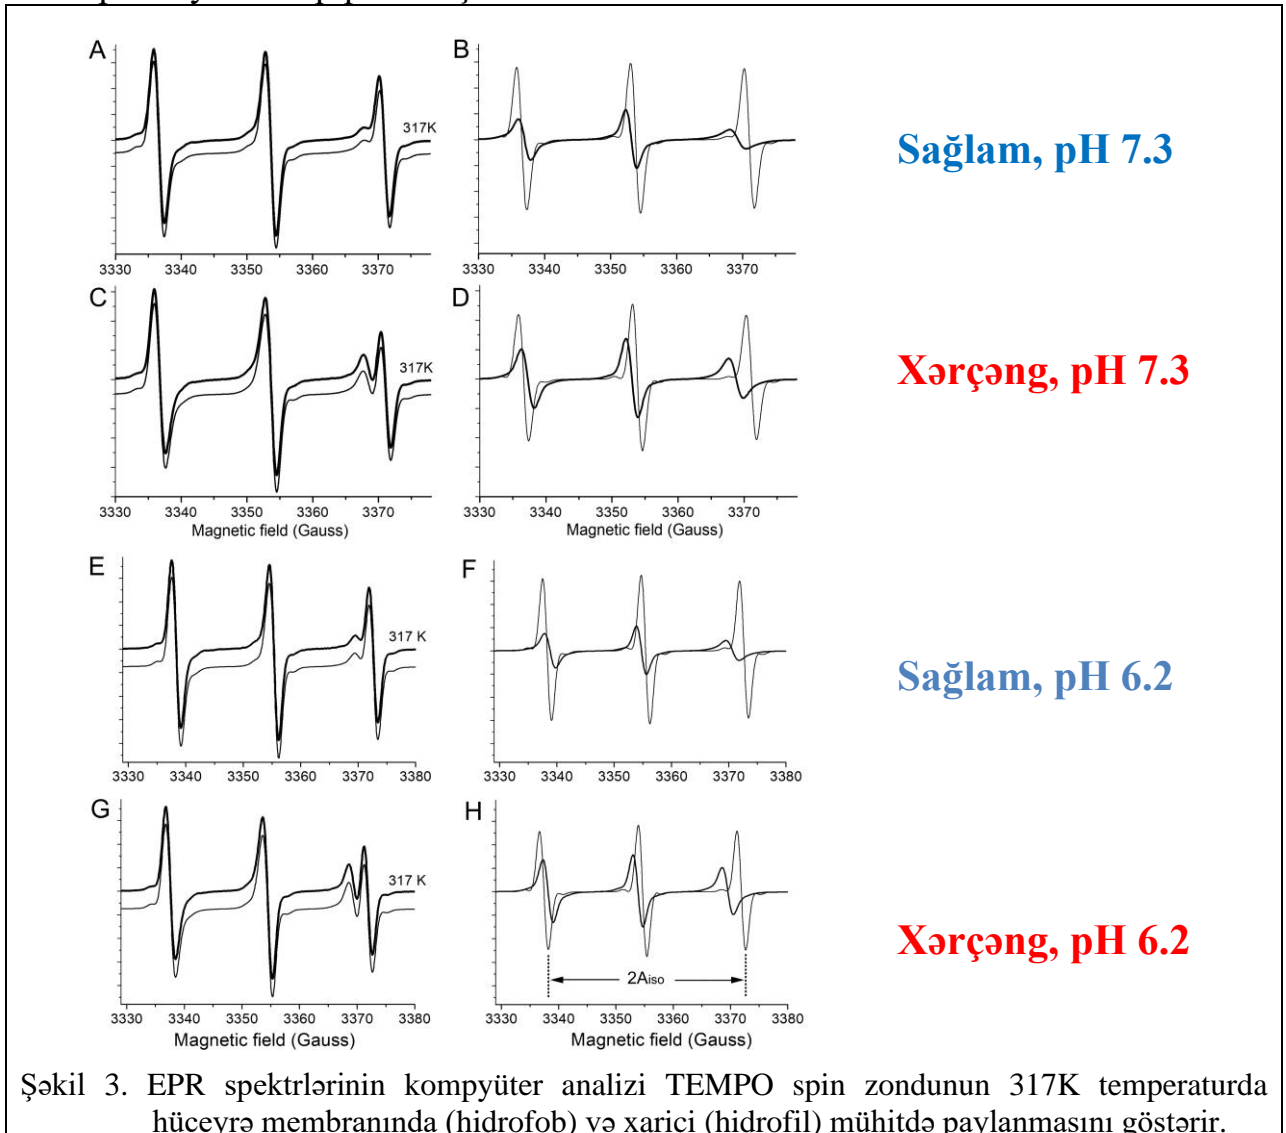 A
317K
3330 3340 3350 3360 3370
B
3330 3340 3350 3360 3370
Sağlam, pH 7.3
C
317K
3330 3340 3350 3360 3370
Magnetic field (Gauss)
D
3330 3340 3350 3360 3370
Magnetic field (Gauss)
Xərçəng, pH 7.3
E
317 K
3330 3340 3350 3360 3370 3380
F
3330 3340 3350 3360 3370 3380
Sağlam, pH 6.2
G
317 K
3330 3340 3350 3360 3370 3380
Magnetic field (Gauss)
H
2Aiso
3330 3340 3350 3360 3370 3380
Magnetic field (Gauss)
Xərçəng, pH 6.2
Şəkil 3. EPR spektrlərinin kompyüter analizi TEMPO spin zondunun 317K temperaturda
hüceyrə membranında (hidrofob) və xarici (hidrofil) mühitdə paylanmasını göstərir.